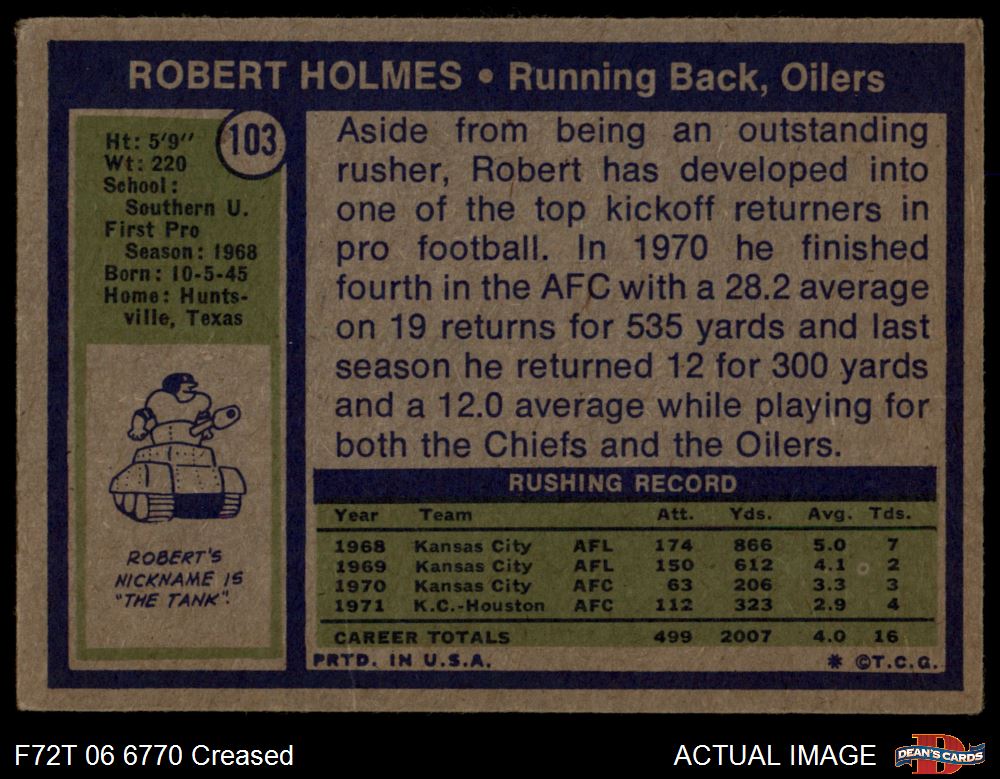 ROBERT HOLMES • Running Back, Oilers
103
Ht: 5'9"
Wt: 220
School:
Southern U.
First Pro
Season: 1968
Born: 10-5-45
Home: Hunts-
ville, Texas
ROBERT'S
NICKNAME IS
"THE TANK".
Aside from being an outstanding
rusher, Robert has developed into
one of the top kickoff returners in
pro football. In 1970 he finished
fourth in the AFC with a 28.2 average
on 19 returns for 535 yards and last
season he returned 12 for 300 yards
and a 12.0 average while playing for
both the Chiefs and the Oilers.
RUSHING RECORD
Year Team Att. Yds. Avg. Tds.
1968 Kansas City AFL 174 866 5.0 7
1969 Kansas City AFL 150 612 4.1 2
1970 Kansas City AFC 63 206 3.3 3
1971 K.C.-Houston AFC 112 323 2.9 4
CAREER TOTALS 499 2007 4.0 16
PRTD. IN U.S.A. * ©T.C.G.
F72T 06 6770 Creased ACTUAL IMAGE DEAN'S CARDS